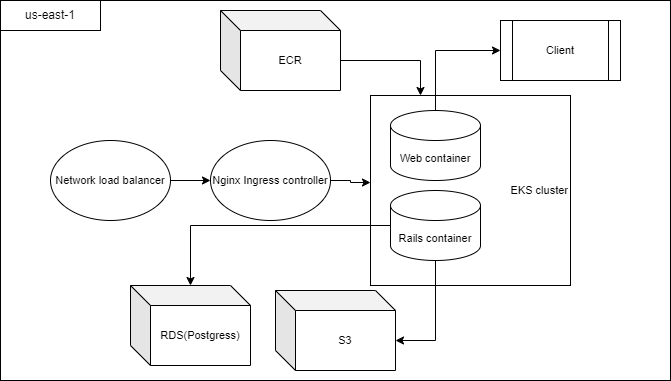 us-east-1
ECR
Client
Web container
Network load balancer
Nginx Ingress controller
EKS cluster
Rails container
RDS(Postgress)
S3